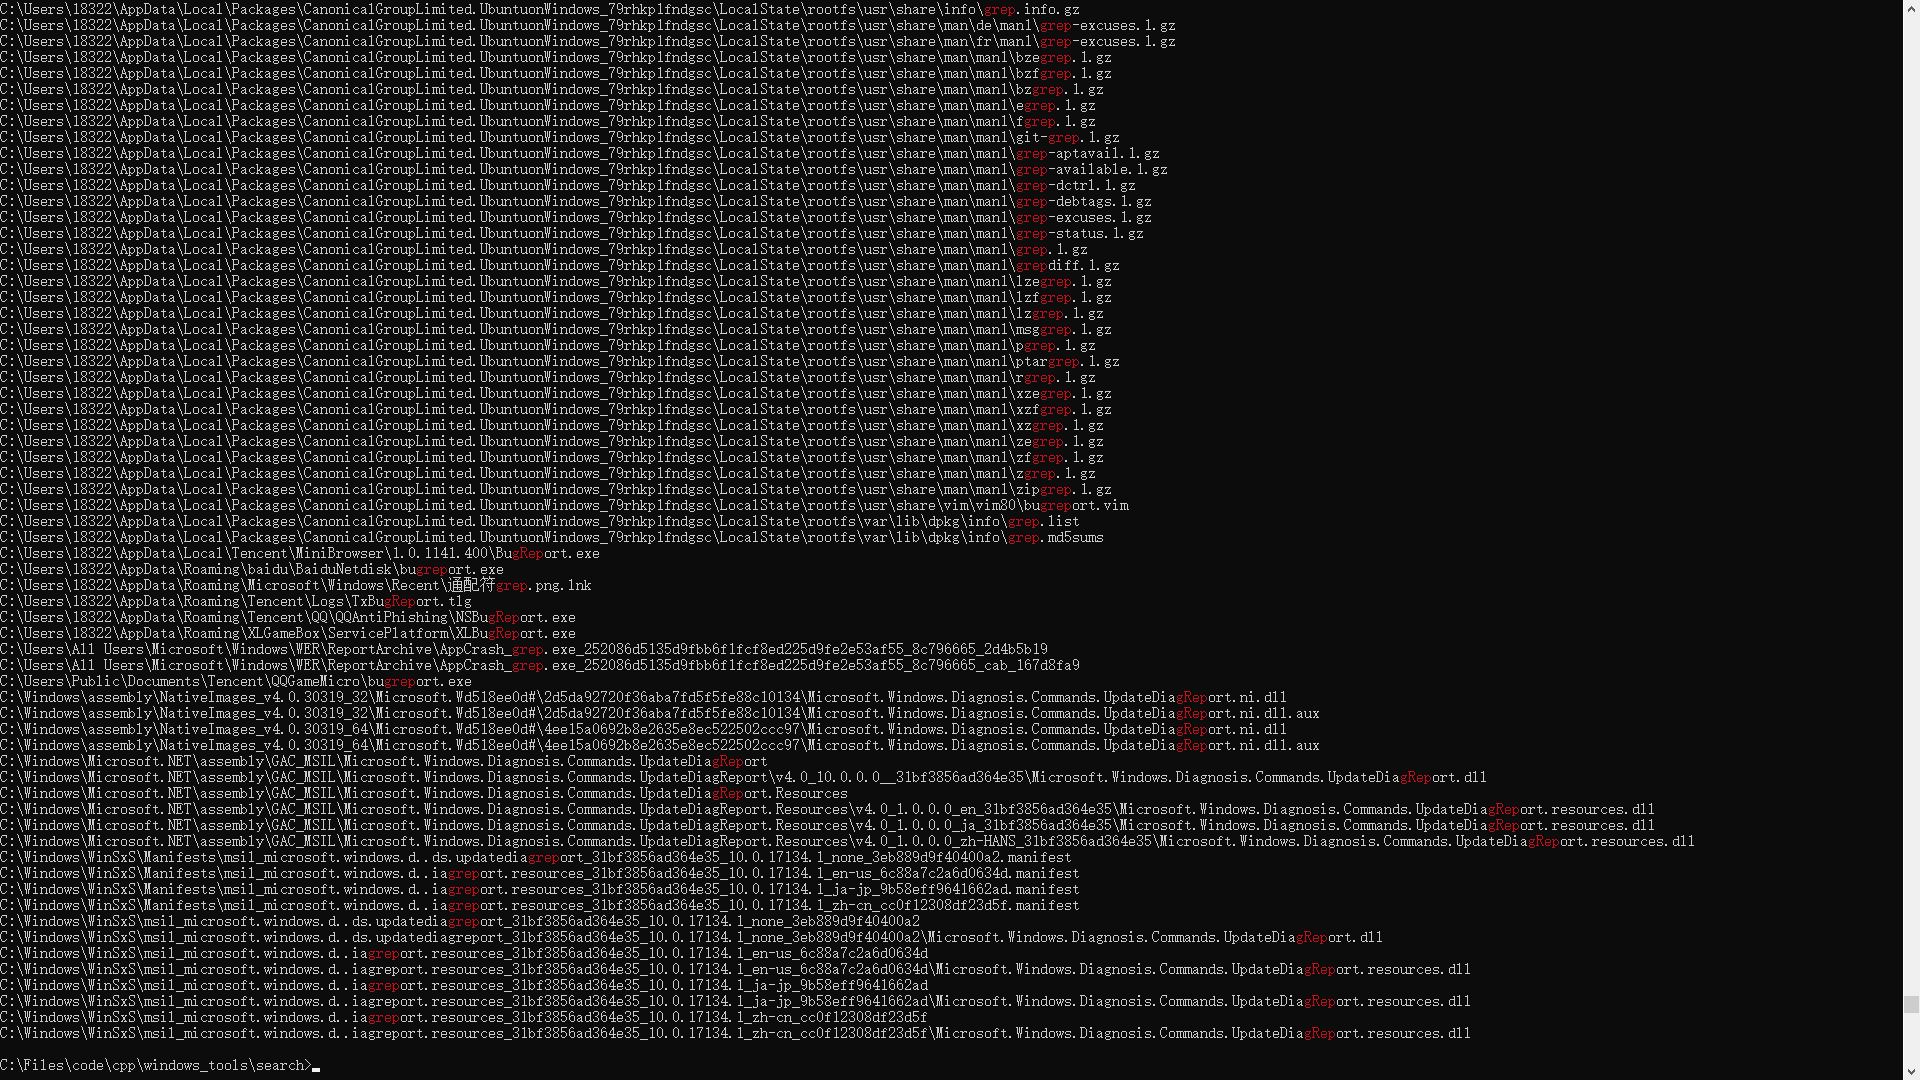 C:\Users\18322\AppData\Local\Packages\CanonicalGroupLimited.UbuntuonWindows_79rhkp1fndgsc\LocalState\rootfs\usr\share\info\grep.info.gz
C:\Users\18322\AppData\Local\Packages\CanonicalGroupLimited.UbuntuonWindows_79rhkp1fndgsc\LocalState\rootfs\usr\share\man\de\man1\grep-excuses.1.gz
C:\Users\18322\AppData\Local\Packages\CanonicalGroupLimited.UbuntuonWindows_79rhkp1fndgsc\LocalState\rootfs\usr\share\man\fr\man1\grep-excuses.1.gz
C:\Users\18322\AppData\Local\Packages\CanonicalGroupLimited.UbuntuonWindows_79rhkp1fndgsc\LocalState\rootfs\usr\share\man\man1\bzegrep.1.gz
C:\Users\18322\AppData\Local\Packages\CanonicalGroupLimited.UbuntuonWindows_79rhkp1fndgsc\LocalState\rootfs\usr\share\man\man1\bzfgrep.1.gz
C:\Users\18322\AppData\Local\Packages\CanonicalGroupLimited.UbuntuonWindows_79rhkp1fndgsc\LocalState\rootfs\usr\share\man\man1\bzgrep.1.gz
C:\Users\18322\AppData\Local\Packages\CanonicalGroupLimited.UbuntuonWindows_79rhkp1fndgsc\LocalState\rootfs\usr\share\man\man1\egrep.1.gz
C:\Users\18322\AppData\Local\Packages\CanonicalGroupLimited.UbuntuonWindows_79rhkp1fndgsc\LocalState\rootfs\usr\share\man\man1\fgrep.1.gz
C:\Users\18322\AppData\Local\Packages\CanonicalGroupLimited.UbuntuonWindows_79rhkp1fndgsc\LocalState\rootfs\usr\share\man\man1\git-grep.1.gz
C:\Users\18322\AppData\Local\Packages\CanonicalGroupLimited.UbuntuonWindows_79rhkp1fndgsc\LocalState\rootfs\usr\share\man\man1\grep-aptavail.1.gz
C:\Users\18322\AppData\Local\Packages\CanonicalGroupLimited.UbuntuonWindows_79rhkp1fndgsc\LocalState\rootfs\usr\share\man\man1\grep-available.1.gz
C:\Users\18322\AppData\Local\Packages\CanonicalGroupLimited.UbuntuonWindows_79rhkp1fndgsc\LocalState\rootfs\usr\share\man\man1\grep-dctrl.1.gz
C:\Users\18322\AppData\Local\Packages\CanonicalGroupLimited.UbuntuonWindows_79rhkp1fndgsc\LocalState\rootfs\usr\share\man\man1\grep-debtags.1.gz
C:\Users\18322\AppData\Local\Packages\CanonicalGroupLimited.UbuntuonWindows_79rhkp1fndgsc\LocalState\rootfs\usr\share\man\man1\grep-excuses.1.gz
C:\Users\18322\AppData\Local\Packages\CanonicalGroupLimited.UbuntuonWindows_79rhkp1fndgsc\LocalState\rootfs\usr\share\man\man1\grep-status.1.gz
C:\Users\18322\AppData\Local\Packages\CanonicalGroupLimited.UbuntuonWindows_79rhkp1fndgsc\LocalState\rootfs\usr\share\man\man1\grep.1.gz
C:\Users\18322\AppData\Local\Packages\CanonicalGroupLimited.UbuntuonWindows_79rhkp1fndgsc\LocalState\rootfs\usr\share\man\man1\grepdiff.1.gz
C:\Users\18322\AppData\Local\Packages\CanonicalGroupLimited.UbuntuonWindows_79rhkp1fndgsc\LocalState\rootfs\usr\share\man\man1\lzegrep.1.gz
C:\Users\18322\AppData\Local\Packages\CanonicalGroupLimited.UbuntuonWindows_79rhkp1fndgsc\LocalState\rootfs\usr\share\man\man1\lzfgrep.1.gz
C:\Users\18322\AppData\Local\Packages\CanonicalGroupLimited.UbuntuonWindows_79rhkp1fndgsc\LocalState\rootfs\usr\share\man\man1\lzgrep.1.gz
C:\Users\18322\AppData\Local\Packages\CanonicalGroupLimited.UbuntuonWindows_79rhkp1fndgsc\LocalState\rootfs\usr\share\man\man1\msggrep.1.gz
C:\Users\18322\AppData\Local\Packages\CanonicalGroupLimited.UbuntuonWindows_79rhkp1fndgsc\LocalState\rootfs\usr\share\man\man1\pgrep.1.gz
C:\Users\18322\AppData\Local\Packages\CanonicalGroupLimited.UbuntuonWindows_79rhkp1fndgsc\LocalState\rootfs\usr\share\man\man1\ptargrep.1.gz
C:\Users\18322\AppData\Local\Packages\CanonicalGroupLimited.UbuntuonWindows_79rhkp1fndgsc\LocalState\rootfs\usr\share\man\man1\rgrep.1.gz
C:\Users\18322\AppData\Local\Packages\CanonicalGroupLimited.UbuntuonWindows_79rhkp1fndgsc\LocalState\rootfs\usr\share\man\man1\xzegrep.1.gz
C:\Users\18322\AppData\Local\Packages\CanonicalGroupLimited.UbuntuonWindows_79rhkp1fndgsc\LocalState\rootfs\usr\share\man\man1\xzfgrep.1.gz
C:\Users\18322\AppData\Local\Packages\CanonicalGroupLimited.UbuntuonWindows_79rhkp1fndgsc\LocalState\rootfs\usr\share\man\man1\xzgrep.1.gz
C:\Users\18322\AppData\Local\Packages\CanonicalGroupLimited.UbuntuonWindows_79rhkp1fndgsc\LocalState\rootfs\usr\share\man\man1\zegrep.1.gz
C:\Users\18322\AppData\Local\Packages\CanonicalGroupLimited.UbuntuonWindows_79rhkp1fndgsc\LocalState\rootfs\usr\share\man\man1\zfgrep.1.gz
C:\Users\18322\AppData\Local\Packages\CanonicalGroupLimited.UbuntuonWindows_79rhkp1fndgsc\LocalState\rootfs\usr\share\man\man1\zgrep.1.gz
C:\Users\18322\AppData\Local\Packages\CanonicalGroupLimited.UbuntuonWindows_79rhkp1fndgsc\LocalState\rootfs\usr\share\man\man1\zipgrep.1.gz
C:\Users\18322\AppData\Local\Packages\CanonicalGroupLimited.UbuntuonWindows_79rhkp1fndgsc\LocalState\rootfs\usr\share\vim\vim80\bugreport.vim
C:\Users\18322\AppData\Local\Packages\CanonicalGroupLimited.UbuntuonWindows_79rhkp1fndgsc\LocalState\rootfs\var\lib\dpkg\info\grep.list
C:\Users\18322\AppData\Local\Packages\CanonicalGroupLimited.UbuntuonWindows_79rhkp1fndgsc\LocalState\rootfs\var\lib\dpkg\info\grep.md5sums
C:\Users\18322\AppData\Local\Tencent\MiniBrowser\1.0.1141.400\BugReport.exe
C:\Users\18322\AppData\Roaming\baidu\BaiduNetdisk\bugreport.exe
C:\Users\18322\AppData\Roaming\Microsoft\Windows\Recent\通配符grep.png.lnk
C:\Users\18322\AppData\Roaming\Tencent\Logs\TxBugReport.tlg
C:\Users\18322\AppData\Roaming\Tencent\QQ\QQAntiPhishing\NSBugReport.exe
C:\Users\18322\AppData\Roaming\XLGameBox\ServicePlatform\XLBugReport.exe
C:\Users\All Users\Microsoft\Windows\WER\ReportArchive\AppCrash_grep.exe_252086d5135d9fbb6f1fcf8ed225d9fe2e53af55_8c796665_2d4b5b19
C:\Users\All Users\Microsoft\Windows\WER\ReportArchive\AppCrash_grep.exe_252086d5135d9fbb6f1fcf8ed225d9fe2e53af55_8c796665_cab_167d8fa9
C:\Users\Public\Documents\Tencent\QQGameMicro\bugreport.exe
C:\Windows\assembly\NativeImages_v4.0.30319_32\Microsoft.Wd518ee0d#\2d5da92720f36aba7fd5f5fe88c10134\Microsoft.Windows.Diagnosis.Commands.UpdateDiagReport.ni.dll
C:\Windows\assembly\NativeImages_v4.0.30319_32\Microsoft.Wd518ee0d#\2d5da92720f36aba7fd5f5fe88c10134\Microsoft.Windows.Diagnosis.Commands.UpdateDiagReport.ni.dll.aux
C:\Windows\assembly\NativeImages_v4.0.30319_64\Microsoft.Wd518ee0d#\4ee15a0692b8e2635e8ec522502ccc97\Microsoft.Windows.Diagnosis.Commands.UpdateDiagReport.ni.dll
C:\Windows\assembly\NativeImages_v4.0.30319_64\Microsoft.Wd518ee0d#\4ee15a0692b8e2635e8ec522502ccc97\Microsoft.Windows.Diagnosis.Commands.UpdateDiagReport.ni.dll.aux
C:\Windows\Microsoft.NET\assembly\GAC_MSIL\Microsoft.Windows.Diagnosis.Commands.UpdateDiagReport
C:\Windows\Microsoft.NET\assembly\GAC_MSIL\Microsoft.Windows.Diagnosis.Commands.UpdateDiagReport\v4.0_10.0.0.0__31bf3856ad364e35\Microsoft.Windows.Diagnosis.Commands.UpdateDiagReport.dll
C:\Windows\Microsoft.NET\assembly\GAC_MSIL\Microsoft.Windows.Diagnosis.Commands.UpdateDiagReport.Resources
C:\Windows\Microsoft.NET\assembly\GAC_MSIL\Microsoft.Windows.Diagnosis.Commands.UpdateDiagReport.Resources\v4.0_1.0.0.0_en_31bf3856ad364e35\Microsoft.Windows.Diagnosis.Commands.UpdateDiagReport.resources.dll
C:\Windows\Microsoft.NET\assembly\GAC_MSIL\Microsoft.Windows.Diagnosis.Commands.UpdateDiagReport.Resources\v4.0_1.0.0.0_ja_31bf3856ad364e35\Microsoft.Windows.Diagnosis.Commands.UpdateDiagReport.resources.dll
C:\Windows\Microsoft.NET\assembly\GAC_MSIL\Microsoft.Windows.Diagnosis.Commands.UpdateDiagReport.Resources\v4.0_1.0.0.0_zh-HANS_31bf3856ad364e35\Microsoft.Windows.Diagnosis.Commands.UpdateDiagReport.resources.dll
C:\Windows\WinSxS\Manifests\msil_microsoft.windows.d..ds.updatediagreport_31bf3856ad364e35_10.0.17134.1_none_3eb889d9f40400a2.manifest
C:\Windows\WinSxS\Manifests\msil_microsoft.windows.d..iagreport.resources_31bf3856ad364e35_10.0.17134.1_en-us_6c88a7c2a6d0634d.manifest
C:\Windows\WinSxS\Manifests\msil_microsoft.windows.d..iagreport.resources_31bf3856ad364e35_10.0.17134.1_ja-jp_9b58eff9641662ad.manifest
C:\Windows\WinSxS\Manifests\msil_microsoft.windows.d..iagreport.resources_31bf3856ad364e35_10.0.17134.1_zh-cn_cc0f12308df23d5f.manifest
C:\Windows\WinSxS\msil_microsoft.windows.d..ds.updatediagreport_31bf3856ad364e35_10.0.17134.1_none_3eb889d9f40400a2
C:\Windows\WinSxS\msil_microsoft.windows.d..ds.updatediagreport_31bf3856ad364e35_10.0.17134.1_none_3eb889d9f40400a2\Microsoft.Windows.Diagnosis.Commands.UpdateDiagReport.dll
C:\Windows\WinSxS\msil_microsoft.windows.d..iagreport.resources_31bf3856ad364e35_10.0.17134.1_en-us_6c88a7c2a6d0634d
C:\Windows\WinSxS\msil_microsoft.windows.d..iagreport.resources_31bf3856ad364e35_10.0.17134.1_en-us_6c88a7c2a6d0634d\Microsoft.Windows.Diagnosis.Commands.UpdateDiagReport.resources.dll
C:\Windows\WinSxS\msil_microsoft.windows.d..iagreport.resources_31bf3856ad364e35_10.0.17134.1_ja-jp_9b58eff9641662ad
C:\Windows\WinSxS\msil_microsoft.windows.d..iagreport.resources_31bf3856ad364e35_10.0.17134.1_ja-jp_9b58eff9641662ad\Microsoft.Windows.Diagnosis.Commands.UpdateDiagReport.resources.dll
C:\Windows\WinSxS\msil_microsoft.windows.d..iagreport.resources_31bf3856ad364e35_10.0.17134.1_zh-cn_cc0f12308df23d5f
C:\Windows\WinSxS\msil_microsoft.windows.d..iagreport.resources_31bf3856ad364e35_10.0.17134.1_zh-cn_cc0f12308df23d5f\Microsoft.Windows.Diagnosis.Commands.UpdateDiagReport.resources.dll
C:\Files\code\cpp\windows_tools\search>